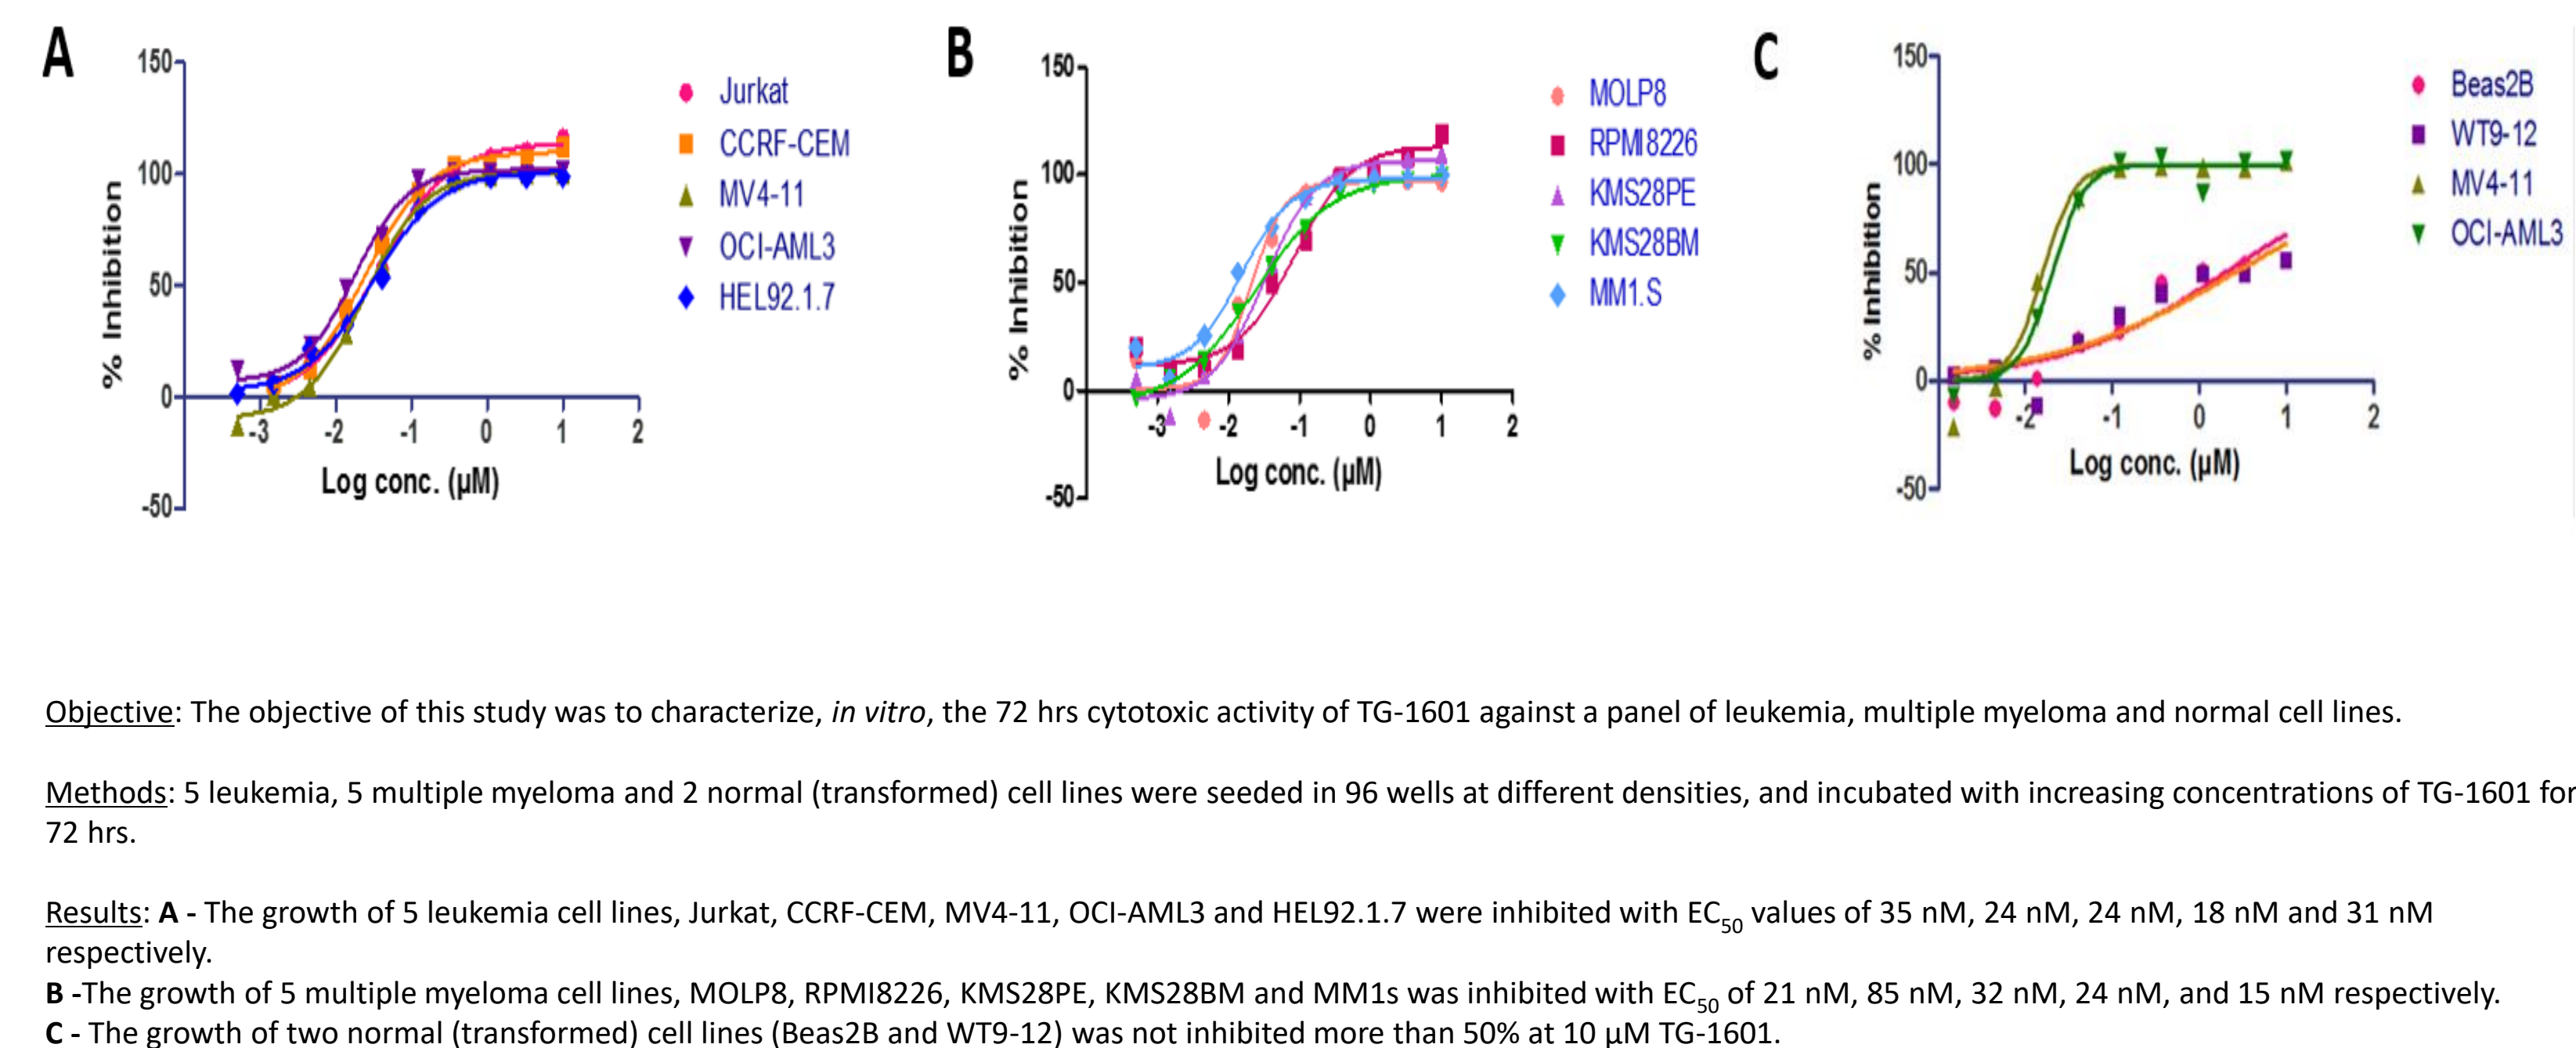 A
150
100
50
0
-50
-3
-2
-1
0
1
2
% Inhibition
Log conc. (µM)
Jurkat
CCRF-CEM
MV4-11
OCI-AML3
HEL92.1.7
B
150
100
50
0
-50
-3
-2
-1
0
1
2
% Inhibition
Log conc. (µM)
MOLP8
RPMI8226
KMS28PE
KMS28BM
MM1.S
C
150
100
50
0
-50
-2
-1
0
1
2
% Inhibition
Log conc. (µM)
Beas2B
WT9-12
MV4-11
OCI-AML3
Objective: The objective of this study was to characterize, in vitro, the 72 hrs cytotoxic activity of TG-1601 against a panel of leukemia, multiple myeloma and normal cell lines.
Methods: 5 leukemia, 5 multiple myeloma and 2 normal (transformed) cell lines were seeded in 96 wells at different densities, and incubated with increasing concentrations of TG-1601 for
72 hrs.
Results: A - The growth of 5 leukemia cell lines, Jurkat, CCRF-CEM, MV4-11, OCI-AML3 and HEL92.1.7 were inhibited with EC50 values of 35 nM, 24 nM, 24 nM, 18 nM and 31 nM
respectively.
B -The growth of 5 multiple myeloma cell lines, MOLP8, RPMI8226, KMS28PE, KMS28BM and MM1s was inhibited with EC50 of 21 nM, 85 nM, 32 nM, 24 nM, and 15 nM respectively.
C - The growth of two normal (transformed) cell lines (Beas2B and WT9-12) was not inhibited more than 50% at 10 µM TG-1601.